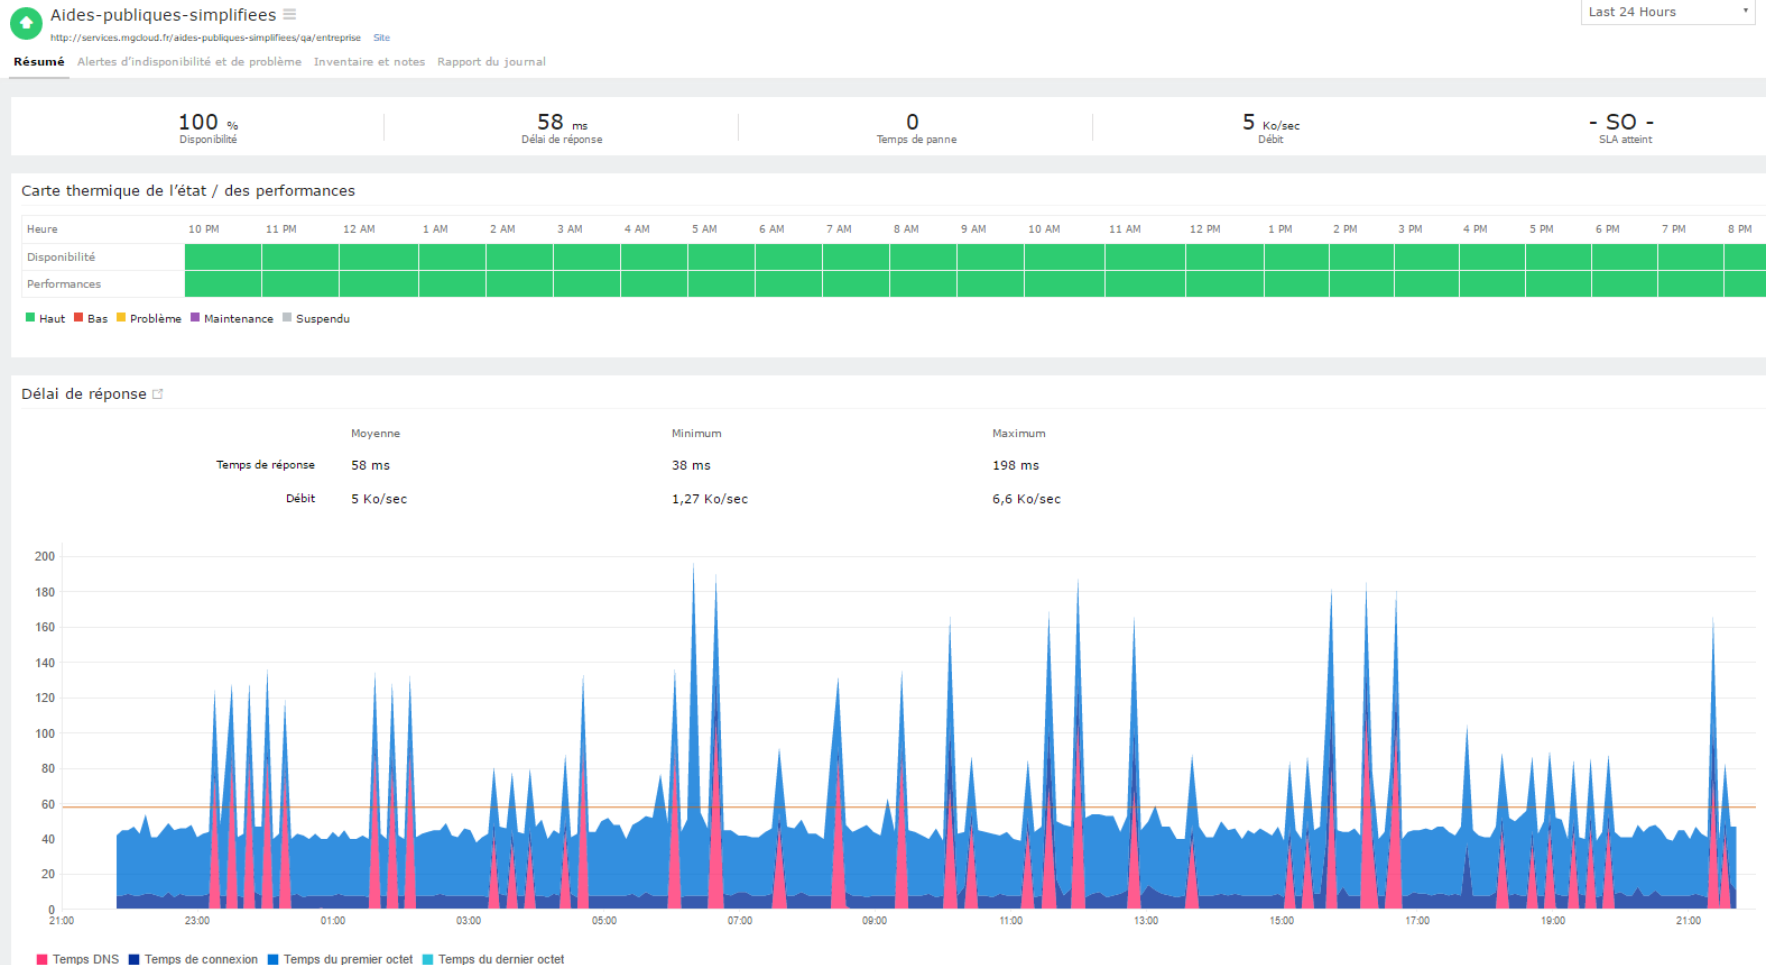 Aides-publiques-simplifiees
Last 24 Hours
http://services.mgcloud.fr/aides-publiques-simplifiees/qa/entreprise Site
Résumé Alertes d'indisponibilité et de problème Inventaire et notes Rapport du journal
100 % 58 ms 0 5 Ko/sec - SO -
Disponibilité Délai de réponse Temps de panne Débit SLA atteint
Carte thermique de l'état / des performances
Heure 10 PM 11 PM 12 AM 1 AM 2 AM 3 AM 4 AM 5 AM 6 AM 7 AM 8 AM 9 AM 10 AM 11 AM 12 PM 1 PM 2 PM 3 PM 4 PM 5 PM 6 PM 7 PM 8 PM
Disponibilité
Performances
Haut Bas Problème Maintenance Suspendu
Délai de réponse
Moyenne Minimum Maximum
Temps de réponse 58 ms 38 ms 198 ms
Débit 5 Ko/sec 1,27 Ko/sec 6,6 Ko/sec
200
180
160
140
120
100
80
60
40
20
0
21:00 23:00 01:00 03:00 05:00 07:00 09:00 11:00 13:00 15:00 17:00 19:00 21:00
Temps DNS Temps de connexion Temps du premier octet Temps du dernier octet